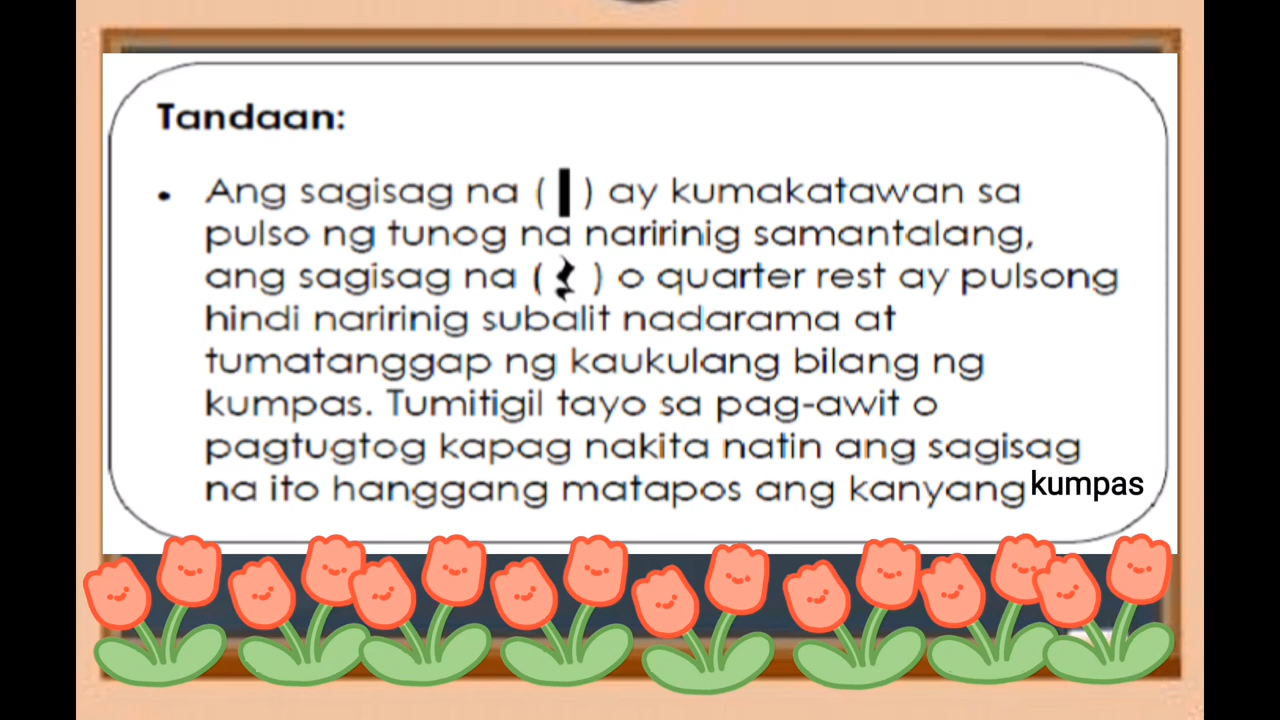 Tandaan:
• Ang sagisag na ( | ) ay kumakatawan sa
pulso ng tunog na naririnig samantalang,
ang sagisag na ( 𝄽 ) o quarter rest ay pulsong
hindi naririnig subalit nadarama at
tumatanggap ng kaukulang bilang ng
kumpas. Tumitigil tayo sa pag-awit o
pagtugtog kapag nakita natin ang sagisag
na ito hanggang matapos ang kanyang kumpas